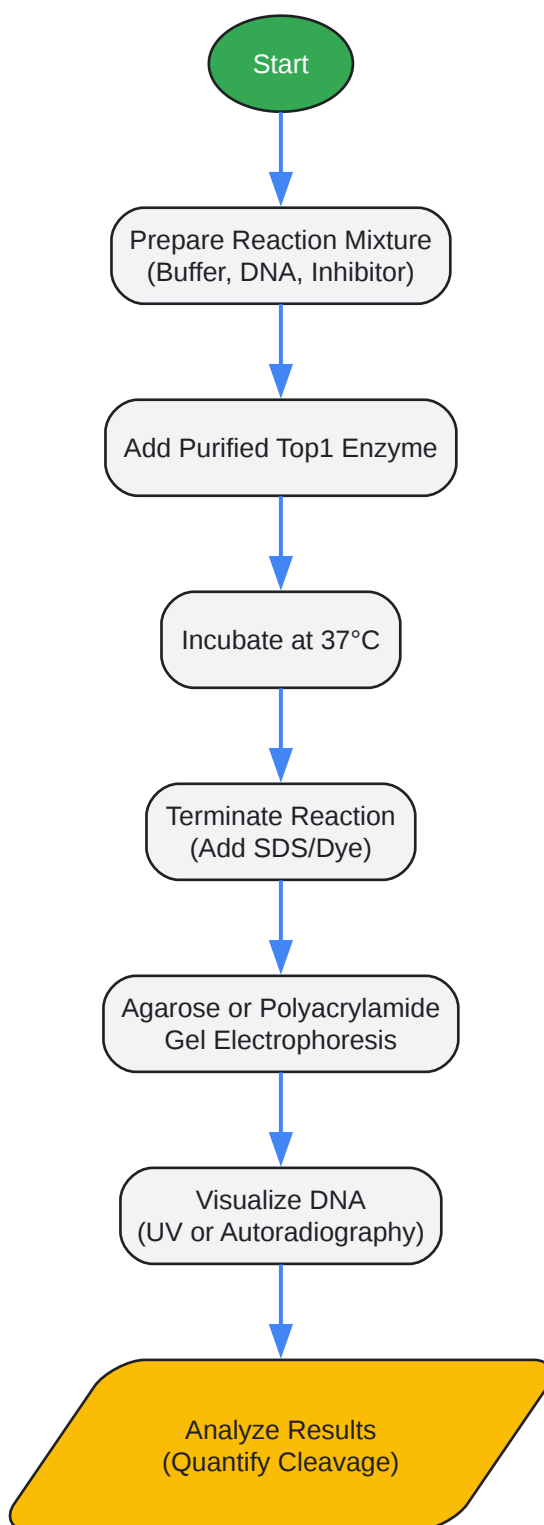 Start
Prepare Reaction Mixture
(Buffer, DNA, Inhibitor)
Add Purified Top1 Enzyme
Incubate at 37°C
Terminate Reaction
(Add SDS/Dye)
Agarose or Polyacrylamide
Gel Electrophoresis
Visualize DNA
(UV or Autoradiography)
Analyze Results
(Quantify Cleavage)